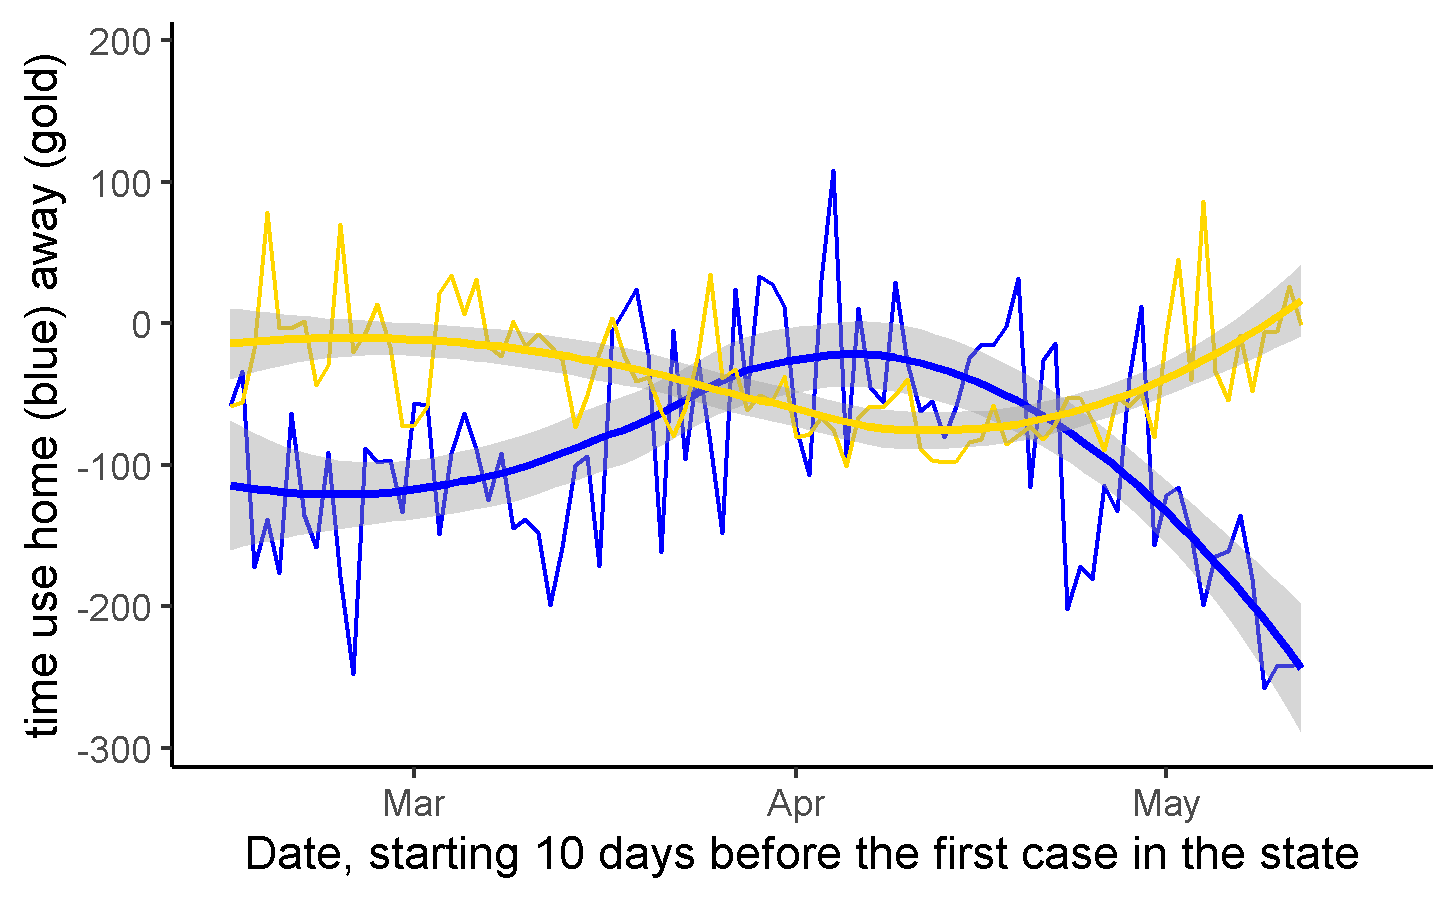 time use home (blue) away (gold)
200
100
0
-100
-200
-300
Mar Apr May
Date, starting 10 days before the first case in the state